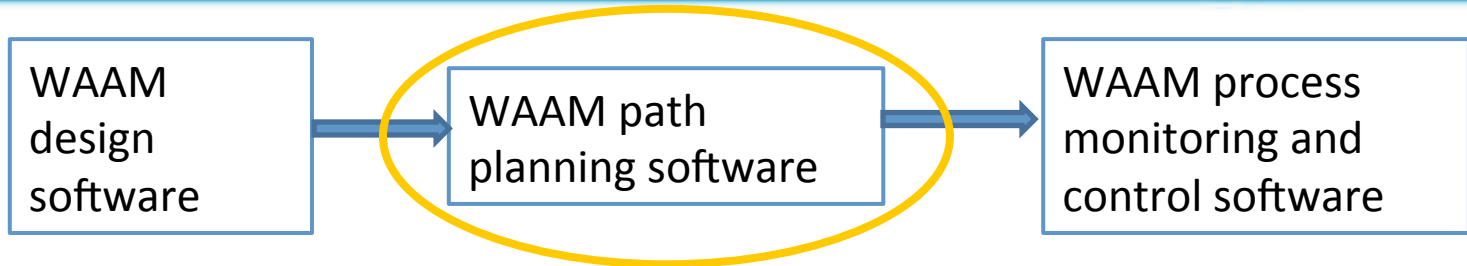 WAAM
design
software
WAAM path
planning software
WAAM process
monitoring and
control software